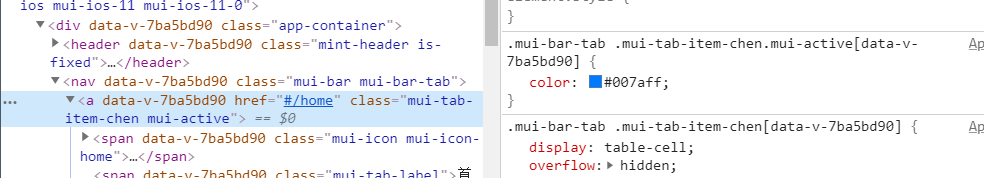 ios mui-ios-11 mui-ios-11-0">
▼<div data-v-7ba5bd90 class="app-container">
▶<header data-v-7ba5bd90 class="mint-header is-
fixed">…</header>
▼<nav data-v-7ba5bd90 class="mui-bar mui-bar-tab">
… ▼<a data-v-7ba5bd90 href="#/home" class="mui-tab-
item-chen mui-active"> == $0
▶<span data-v-7ba5bd90 class="mui-icon mui-icon-
home">…</span>
<span data-v-7ba5bd90 class="mui-tab-label">首
}
.mui-bar-tab .mui-tab-item-chen.mui-active[data-v- Ap
7ba5bd90] {
color: #007aff;
}
.mui-bar-tab .mui-tab-item-chen[data-v-7ba5bd90] { Ap
display: table-cell;
overflow: ▶ hidden;